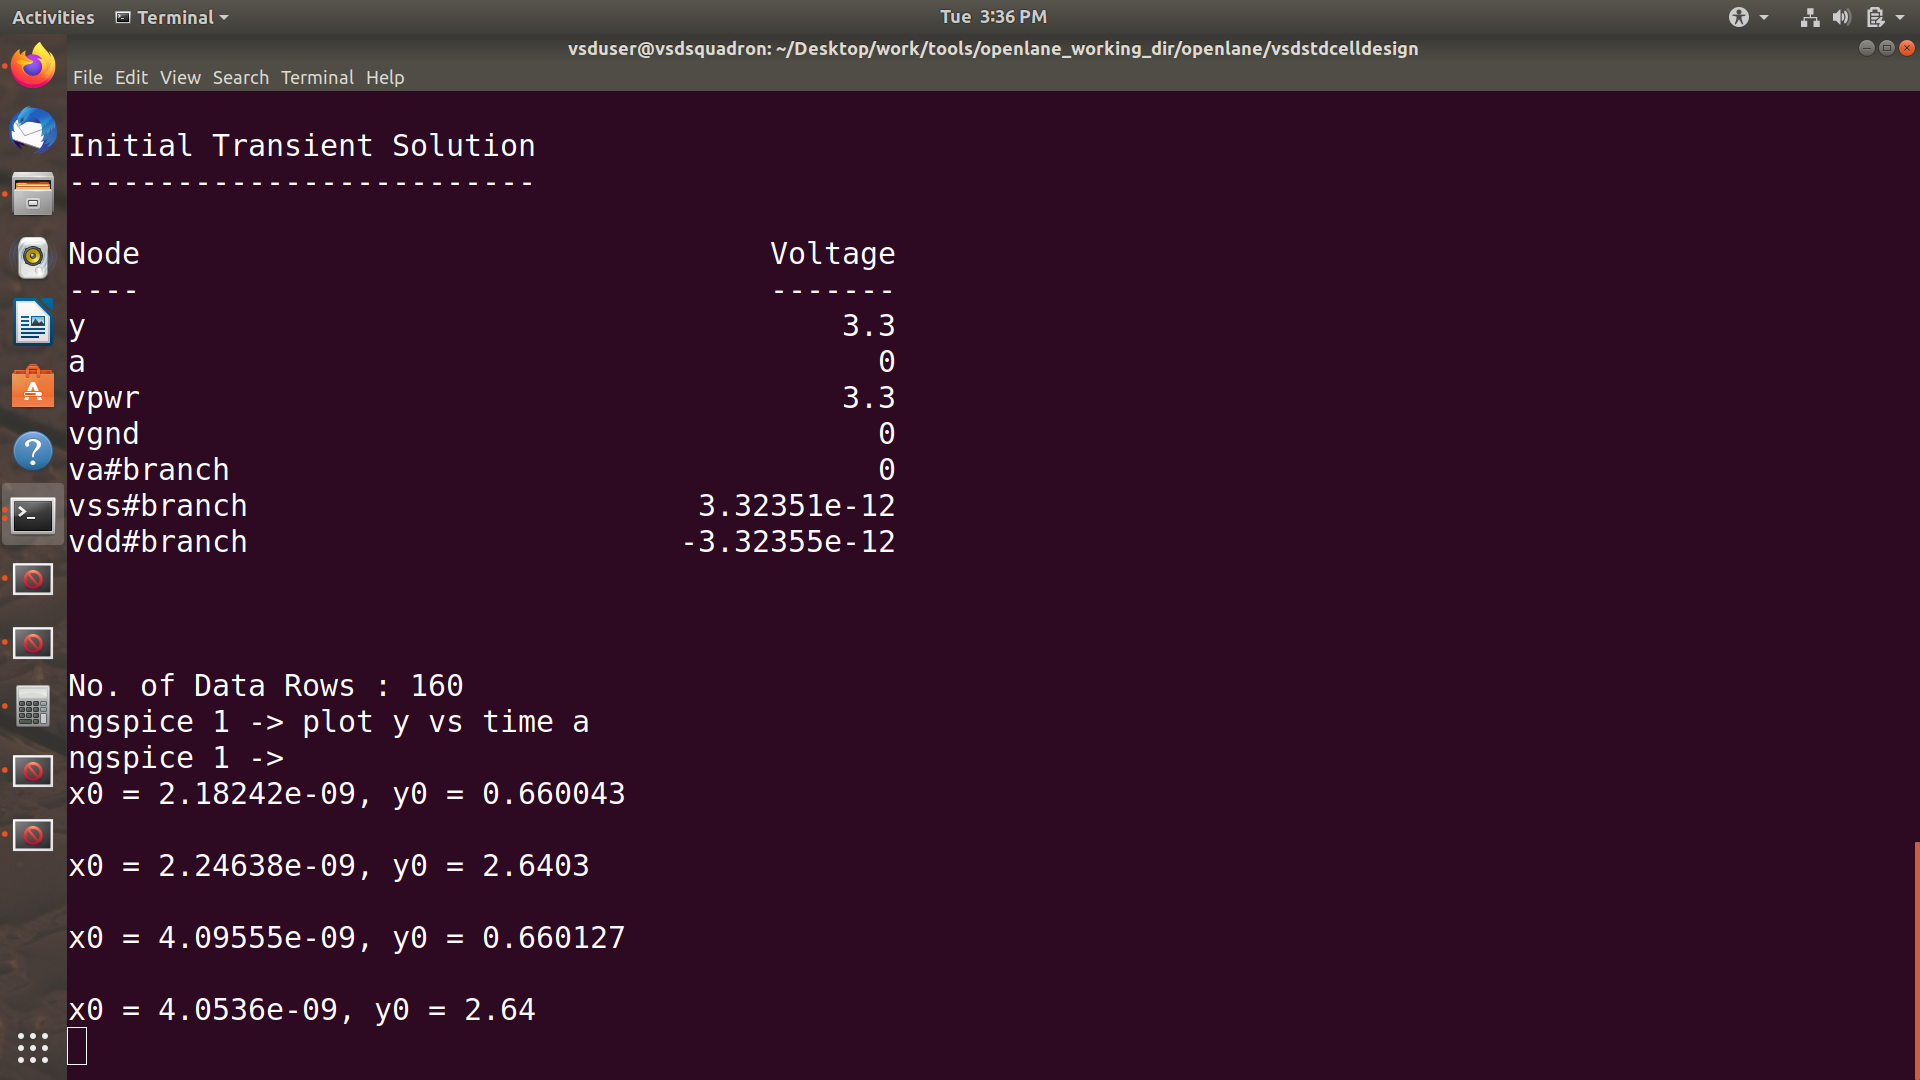 Activities Terminal Tue 3:36 PM
vsduser@vsdsquadron: ~/Desktop/work/tools/openlane_working_dir/openlane/vsdstdcelldesign
File Edit View Search Terminal Help
Initial Transient Solution
--------------------------
Node Voltage
---- -------
y 3.3
a 0
vpwr 3.3
vgnd 0
va#branch 0
vss#branch 3.32351e-12
vdd#branch -3.32355e-12
No. of Data Rows : 160
ngspice 1 -> plot y vs time a
ngspice 1 ->
x0 = 2.18242e-09, y0 = 0.660043
x0 = 2.24638e-09, y0 = 2.6403
x0 = 4.09555e-09, y0 = 0.660127
x0 = 4.0536e-09, y0 = 2.64